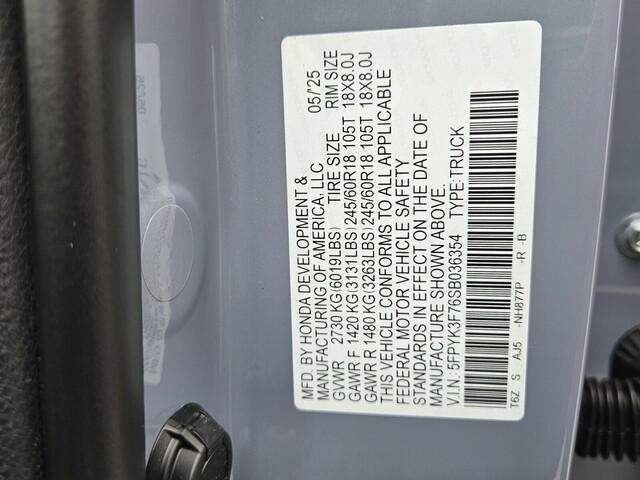 MFD. BY HONDA DEVELOPMENT &
MANUFACTURING OF AMERICA, LLC 05/'25
GVWR 2730 KG(6019LBS) TIRE SIZE RIM SIZE
GAWR F 1420 KG(3131LBS)245/60R18 105T 18X8.0J
GAWR R 1480 KG(3263LBS)245/60R18 105T 18X8.0J
THIS VEHICLE CONFORMS TO ALL APPLICABLE
FEDERAL MOTOR VEHICLE SAFETY
STANDARDS IN EFFECT ON THE DATE OF
MANUFACTURE SHOWN ABOVE.
V.I.N.: 5FPYK3F76SB036354 TYPE:TRUCK
T6Z S AJ5 -NH877P -R -B